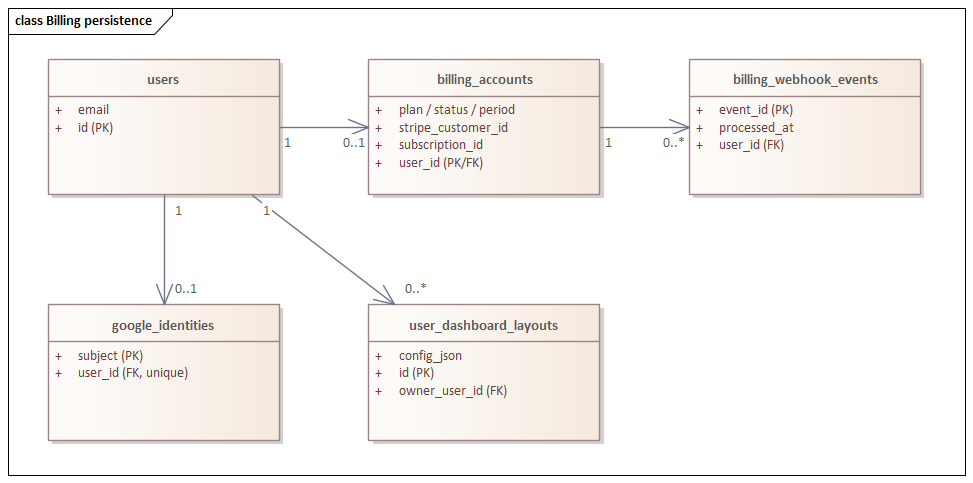 class Billing persistence
users
+ email
+ id (PK)
billing_accounts
+ plan / status / period
+ stripe_customer_id
+ subscription_id
+ user_id (PK/FK)
billing_webhook_events
+ event_id (PK)
+ processed_at
+ user_id (FK)
1
0..1
1
0..*
1
0..1
1
0..*
google_identities
+ subject (PK)
+ user_id (FK, unique)
user_dashboard_layouts
+ config_json
+ id (PK)
+ owner_user_id (FK)